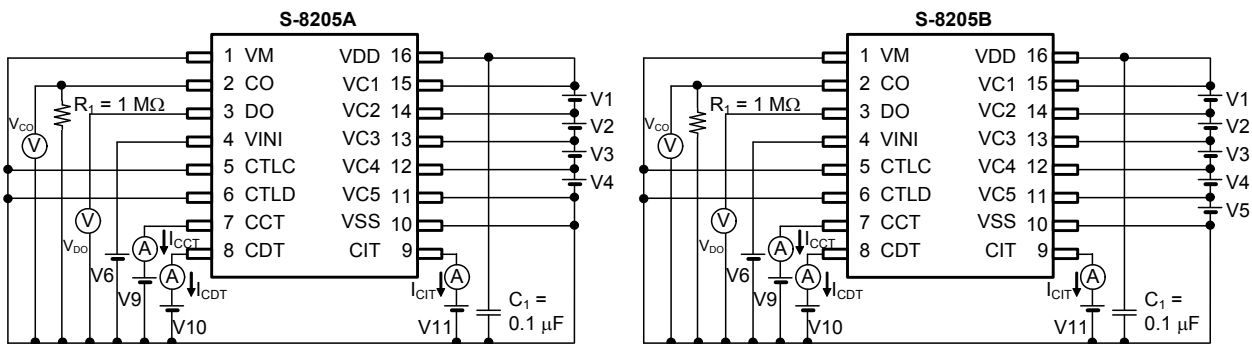 S-8205A
1 VM
2 CO
3 DO
4 VINI
5 CTLC
6 CTLD
7 CCT
8 CDT
VDD 16
VC1 15
VC2 14
VC3 13
VC4 12
VC5 11
VSS 10
CIT 9
R1 = 1 MΩ
VCO
V
V
VDO
V6
V9
V10
A
ICCT
A
ICDT
A
ICIT
V11
C1 =
0.1 μF
V1
V2
V3
V4
S-8205B
1 VM
2 CO
3 DO
4 VINI
5 CTLC
6 CTLD
7 CCT
8 CDT
VDD 16
VC1 15
VC2 14
VC3 13
VC4 12
VC5 11
VSS 10
CIT 9
R1 = 1 MΩ
VCO
V
V
VDO
V6
V9
V10
A
ICCT
A
ICDT
A
ICIT
V11
C1 =
0.1 μF
V1
V2
V3
V4
V5